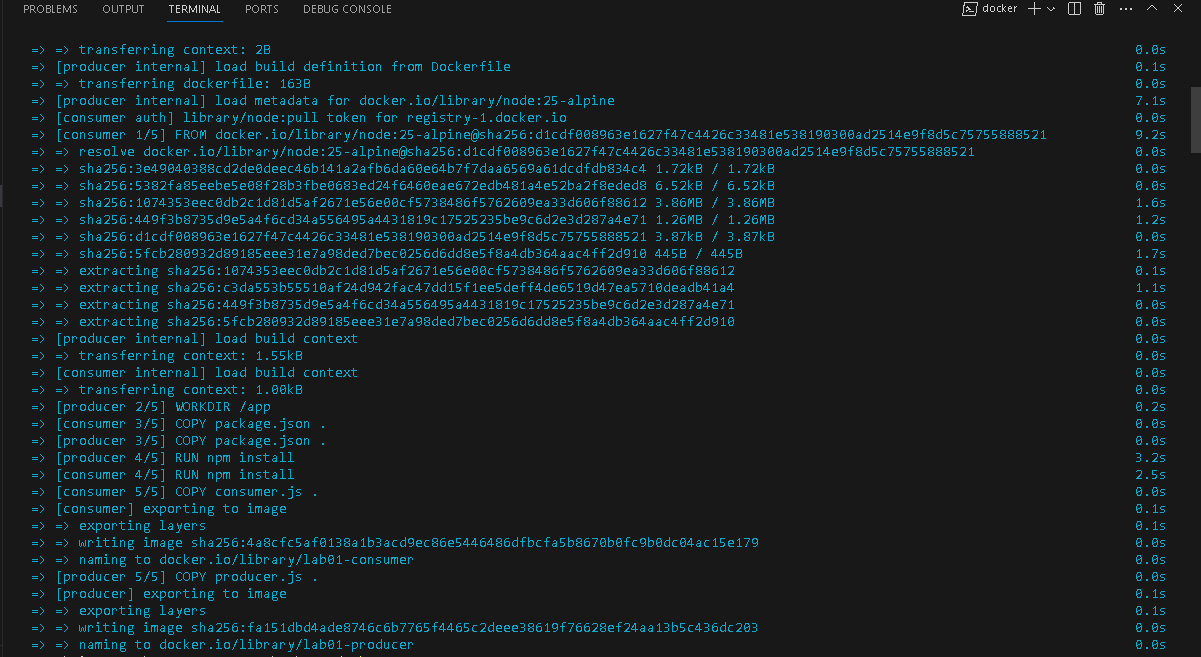 PROBLEMS OUTPUT TERMINAL PORTS DEBUG CONSOLE docker
=> => transferring context: 2B 0.0s
=> [producer internal] load build definition from Dockerfile 0.1s
=> => transferring dockerfile: 163B 0.0s
=> [producer internal] load metadata for docker.io/library/node:25-alpine 7.1s
=> [consumer auth] library/node:pull token for registry-1.docker.io 0.0s
=> [consumer 1/5] FROM docker.io/library/node:25-alpine@sha256:d1cdf008963e1627f47c4426c33481e538190300ad2514e9f8d5c75755888521 9.2s
=> => resolve docker.io/library/node:25-alpine@sha256:d1cdf008963e1627f47c4426c33481e538190300ad2514e9f8d5c75755888521 0.0s
=> => sha256:3e49040388cd2de0deec46b141a2afb6da60e64b7f7daa6569a61dcdfdb834c4 1.72kB / 1.72kB 0.0s
=> => sha256:5382fa85eebe5e08f28b3fbe0683ed24f6460eae672edb481a4e52ba2f8eded8 6.52kB / 6.52kB 0.0s
=> => sha256:1074353eec0db2c1d81d5af2671e56e00cf5738486f5762609ea33d606f88612 3.86MB / 3.86MB 1.6s
=> => sha256:449f3b8735d9e5a4f6cd34a556495a4431819c17525235be9c6d2e3d287a4e71 1.26MB / 1.26MB 1.2s
=> => sha256:d1cdf008963e1627f47c4426c33481e538190300ad2514e9f8d5c75755888521 3.87kB / 3.87kB 0.0s
=> => sha256:5fcb280932d89185eee31e7a98ded7bec0256d6dd8e5f8a4db364aac4ff2d910 445B / 445B 1.7s
=> => extracting sha256:1074353eec0db2c1d81d5af2671e56e00cf5738486f5762609ea33d606f88612 0.1s
=> => extracting sha256:c3da553b55510af24d942fac47dd15f1ee5deff4de6519d47ea5710deadb41a4 1.1s
=> => extracting sha256:449f3b8735d9e5a4f6cd34a556495a4431819c17525235be9c6d2e3d287a4e71 0.0s
=> => extracting sha256:5fcb280932d89185eee31e7a98ded7bec0256d6dd8e5f8a4db364aac4ff2d910 0.0s
=> [producer internal] load build context 0.0s
=> => transferring context: 1.55kB 0.0s
=> [consumer internal] load build context 0.0s
=> => transferring context: 1.00kB 0.0s
=> [producer 2/5] WORKDIR /app 0.2s
=> [consumer 3/5] COPY package.json . 0.0s
=> [producer 3/5] COPY package.json . 0.0s
=> [producer 4/5] RUN npm install 3.2s
=> [consumer 4/5] RUN npm install 2.5s
=> [consumer 5/5] COPY consumer.js . 0.0s
=> [consumer] exporting to image 0.1s
=> => exporting layers 0.1s
=> => writing image sha256:4a8cfc5af0138a1b3acd9ec86e5446486dfbcfa5b8670b0fc9b0dc04ac15e179 0.0s
=> => naming to docker.io/library/lab01-consumer 0.0s
=> [producer 5/5] COPY producer.js . 0.0s
=> [producer] exporting to image 0.1s
=> => exporting layers 0.1s
=> => writing image sha256:fa151dbd4ade8746c6b7765f4465c2deee38619f76628ef24aa13b5c436dc203 0.0s
=> => naming to docker.io/library/lab01-producer 0.0s